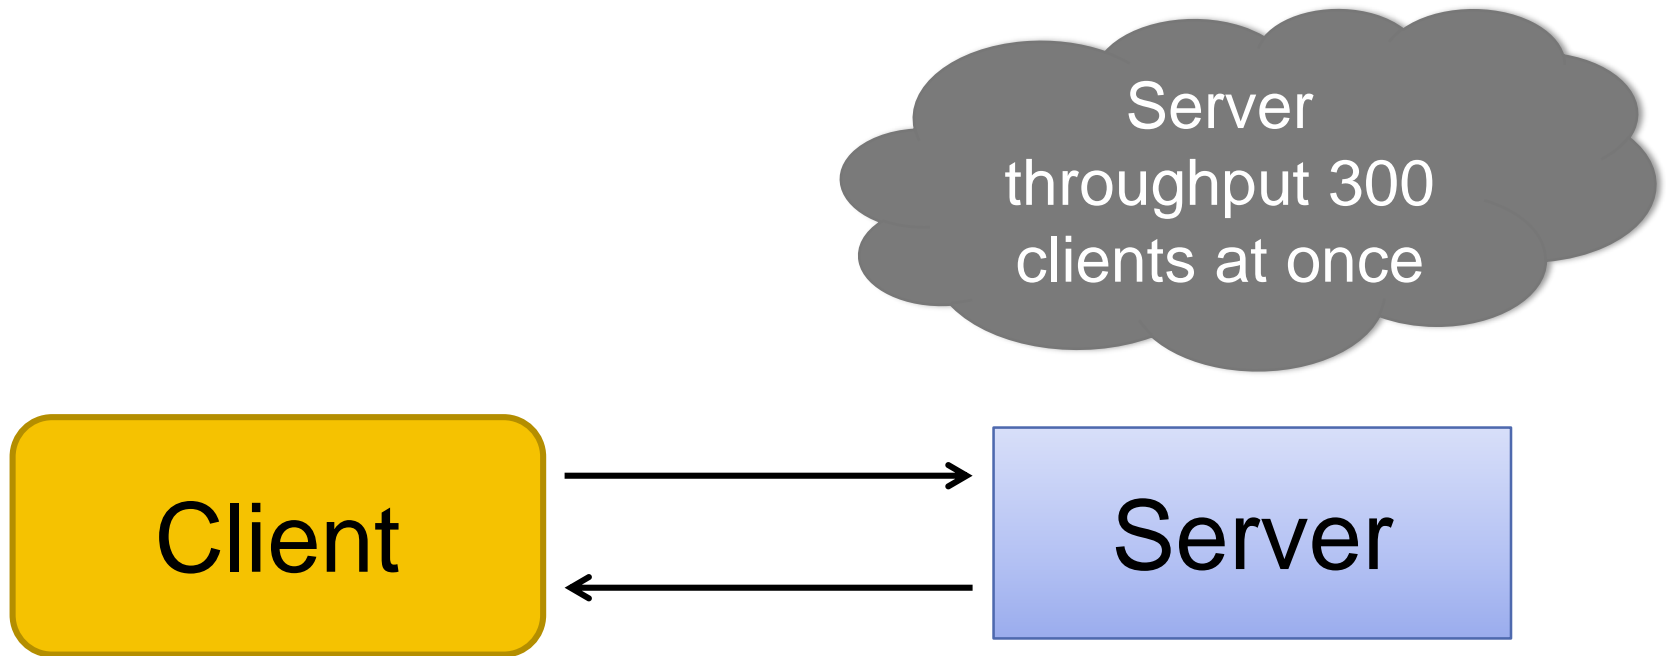 Server
throughput 300
clients at once
Client
Server